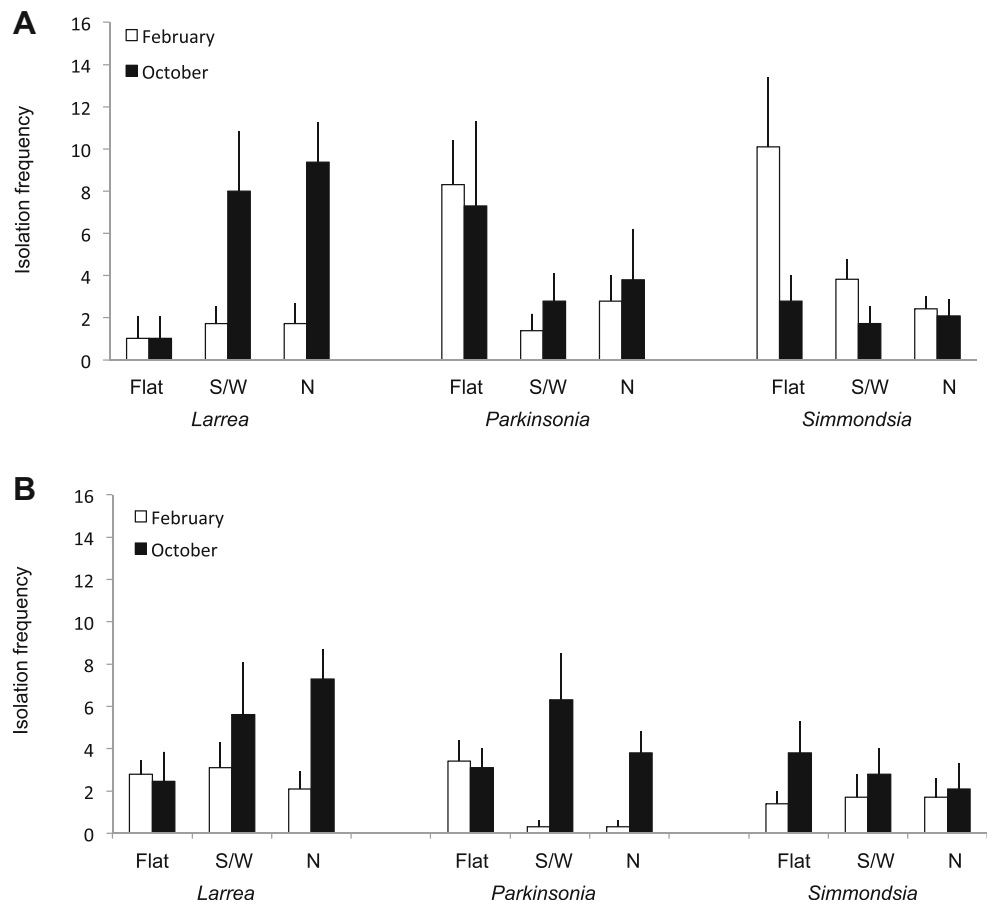 A
Isolation frequency
16
14
12
10
8
6
4
2
0
February
October
Flat S/W N Flat S/W N Flat S/W N
Larrea Parkinsonia Simmondsia
B
Isolation frequency
16
14
12
10
8
6
4
2
0
February
October
Flat S/W N Flat S/W N Flat S/W N
Larrea Parkinsonia Simmondsia